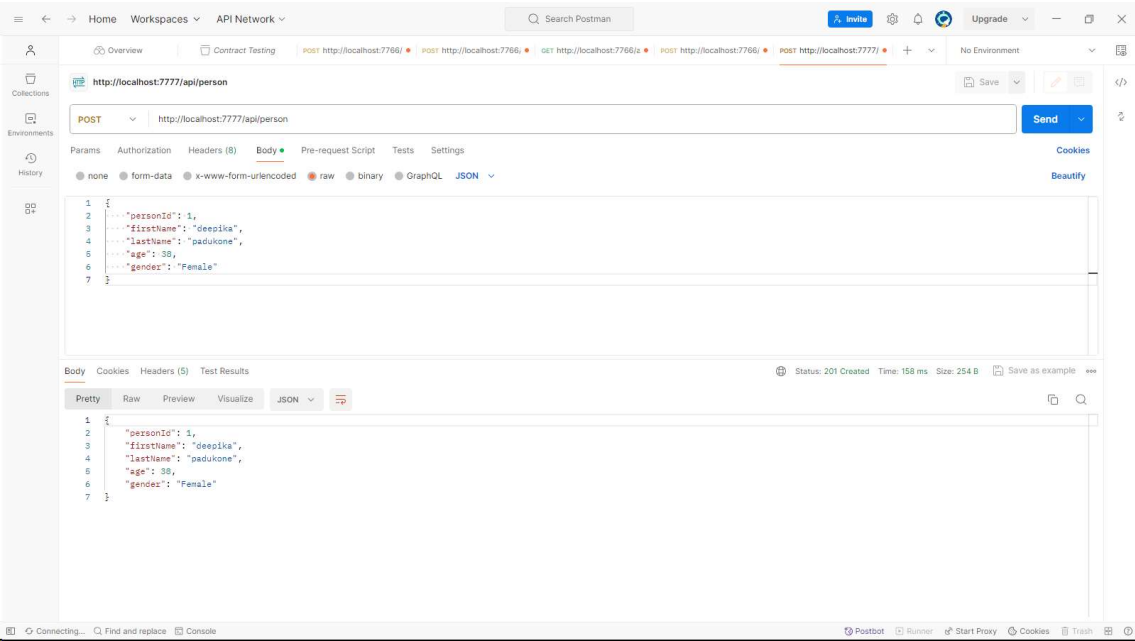 Home Workspaces API Network Search Postman Invite Upgrade
Overview Contract Testing POST http://localhost:7766/ POST http://localhost:7766, GET http://localhost:7766/z POST http://localhost:7766/ POST http://localhost:7777/ + No Environment
HTTP http://localhost:7777/api/person Save
Collections
Environments
History
POST http://localhost:7777/api/person Send
Params Authorization Headers (8) Body Pre-request Script Tests Settings Cookies
none form-data x-www-form-urlencoded raw binary GraphQL JSON Beautify
1 {
2 "personId": 1,
3 "firstName": "deepika",
4 "lastName": "padukone",
5 "age": 38,
6 "gender": "Female"
7 }
Body Cookies Headers (5) Test Results Status: 201 Created Time: 158 ms Size: 254 B Save as example
Pretty Raw Preview Visualize JSON
1 {
2 "personId": 1,
3 "firstName": "deepika",
4 "lastName": "padukone",
5 "age": 38,
6 "gender": "Female"
7 }
Connecting... Find and replace Console Postbot Runner Start Proxy Cookies Trash